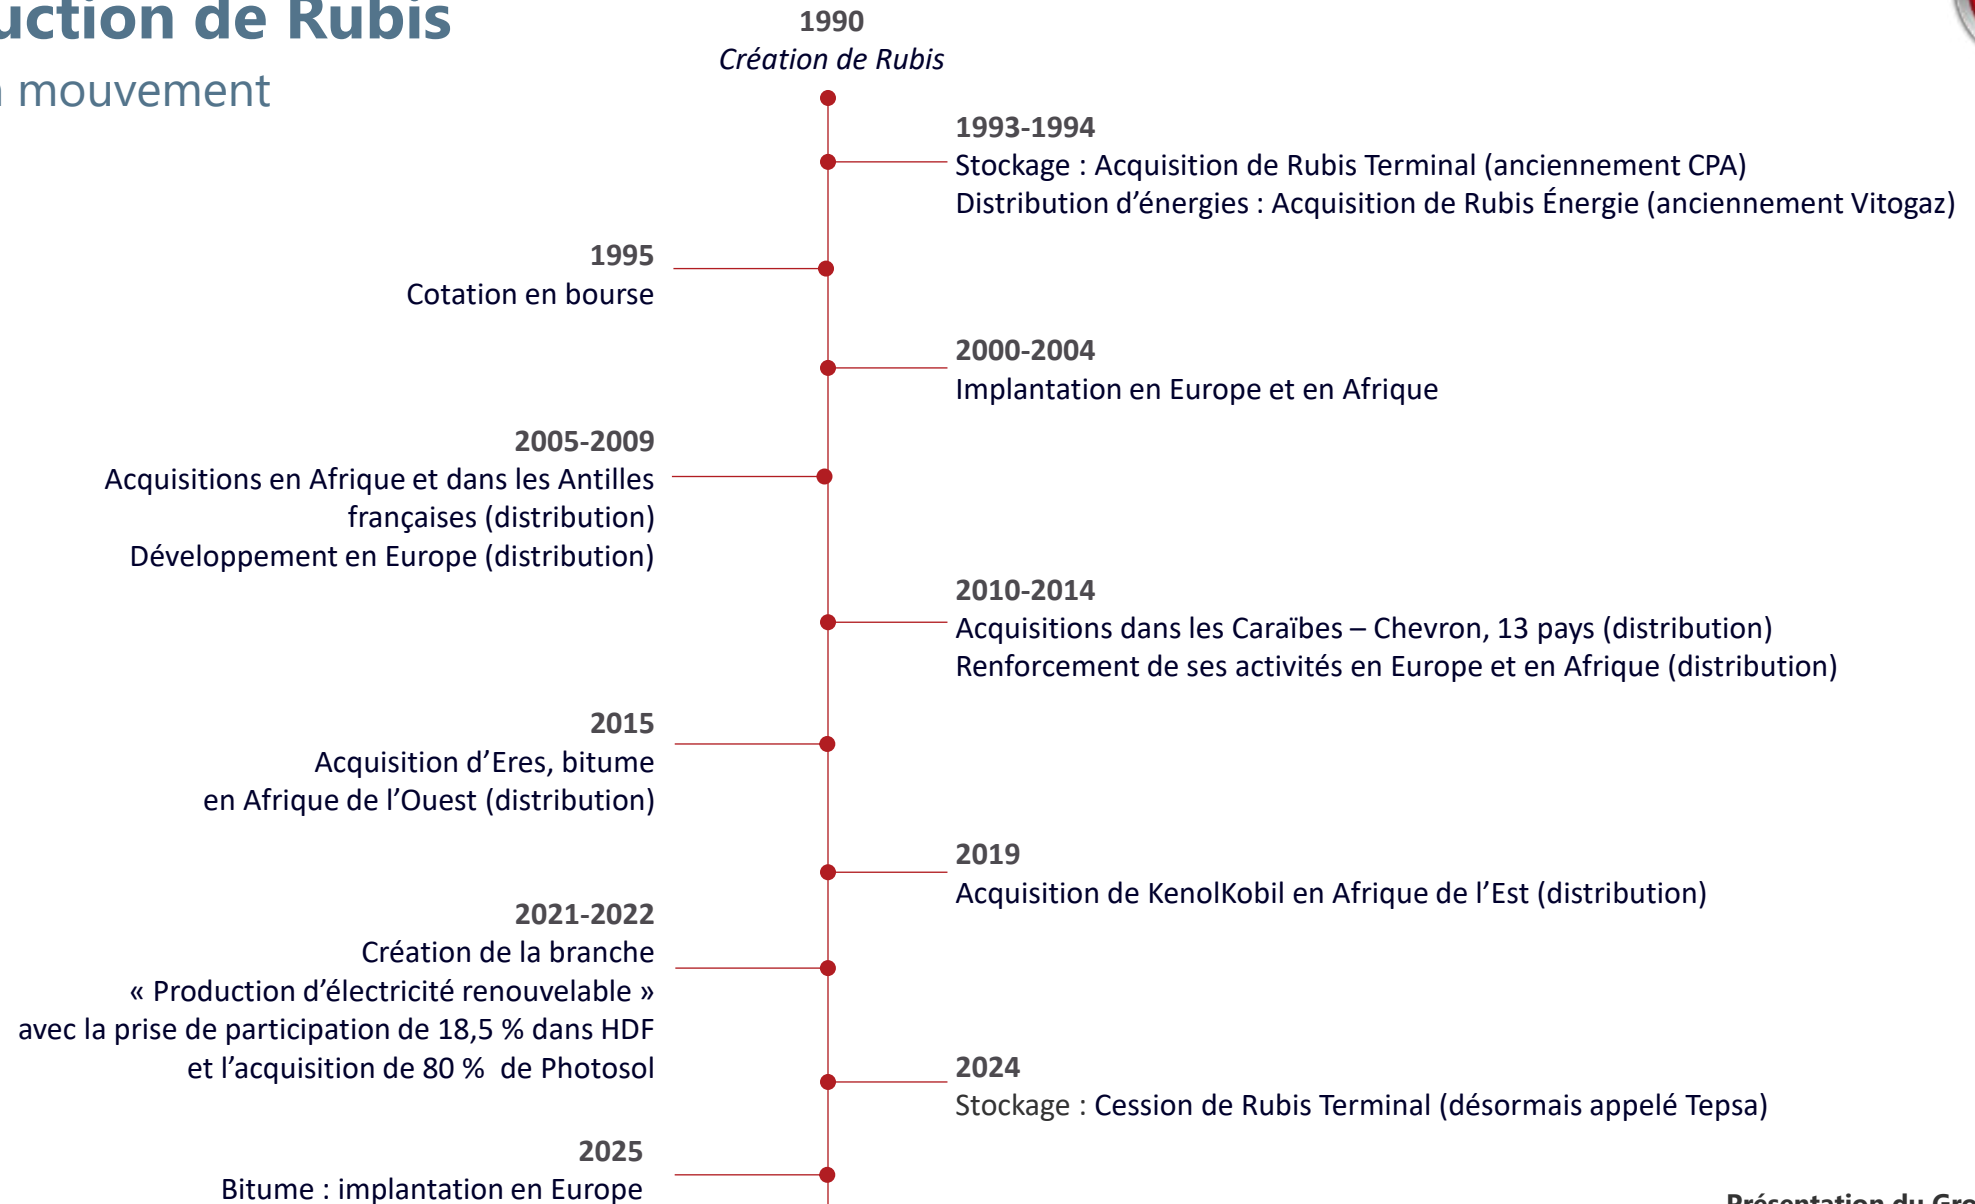 uction de Rubis
mouvement
1990
Création de Rubis
1993-1994
Stockage : Acquisition de Rubis Terminal (anciennement CPA)
Distribution d’énergies : Acquisition de Rubis Énergie (anciennement Vitogaz)
1995
Cotation en bourse
2000-2004
Implantation en Europe et en Afrique
2005-2009
Acquisitions en Afrique et dans les Antilles
françaises (distribution)
Développement en Europe (distribution)
2010-2014
Acquisitions dans les Caraïbes – Chevron, 13 pays (distribution)
Renforcement de ses activités en Europe et en Afrique (distribution)
2015
Acquisition d’Eres, bitume
en Afrique de l’Ouest (distribution)
2019
Acquisition de KenolKobil en Afrique de l’Est (distribution)
2021-2022
Création de la branche
« Production d’électricité renouvelable »
avec la prise de participation de 18,5 % dans HDF
et l’acquisition de 80 % de Photosol
2024
Stockage : Cession de Rubis Terminal (désormais appelé Tepsa)
2025
Bitume : implantation en Europe
Présentation du Gro